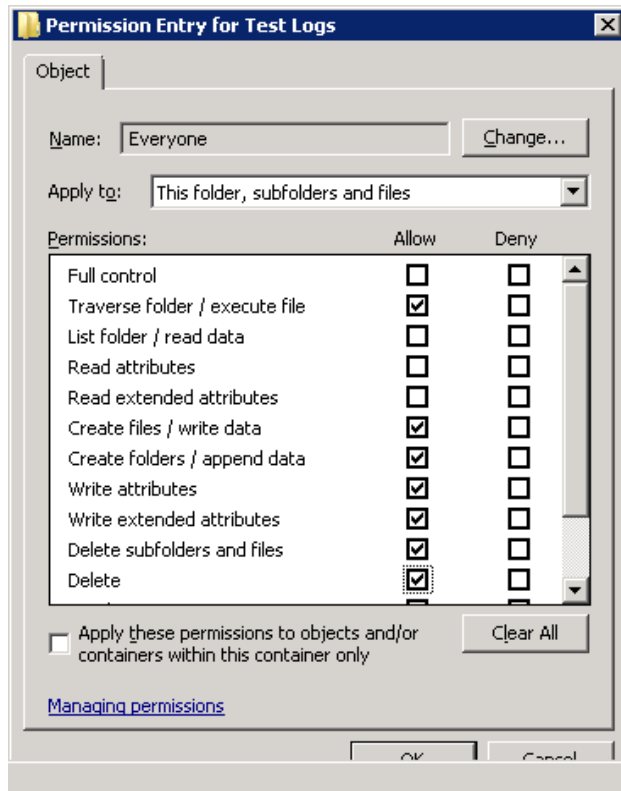 Permission Entry for Test Logs
Object
Name: Everyone Change...
Apply to: This folder, subfolders and files
Permissions: Allow Deny
Full control
Traverse folder / execute file
List folder / read data
Read attributes
Read extended attributes
Create files / write data
Create folders / append data
Write attributes
Write extended attributes
Delete subfolders and files
Delete
Apply these permissions to objects and/or Clear All
containers within this container only
Managing permissions
OK Cancel